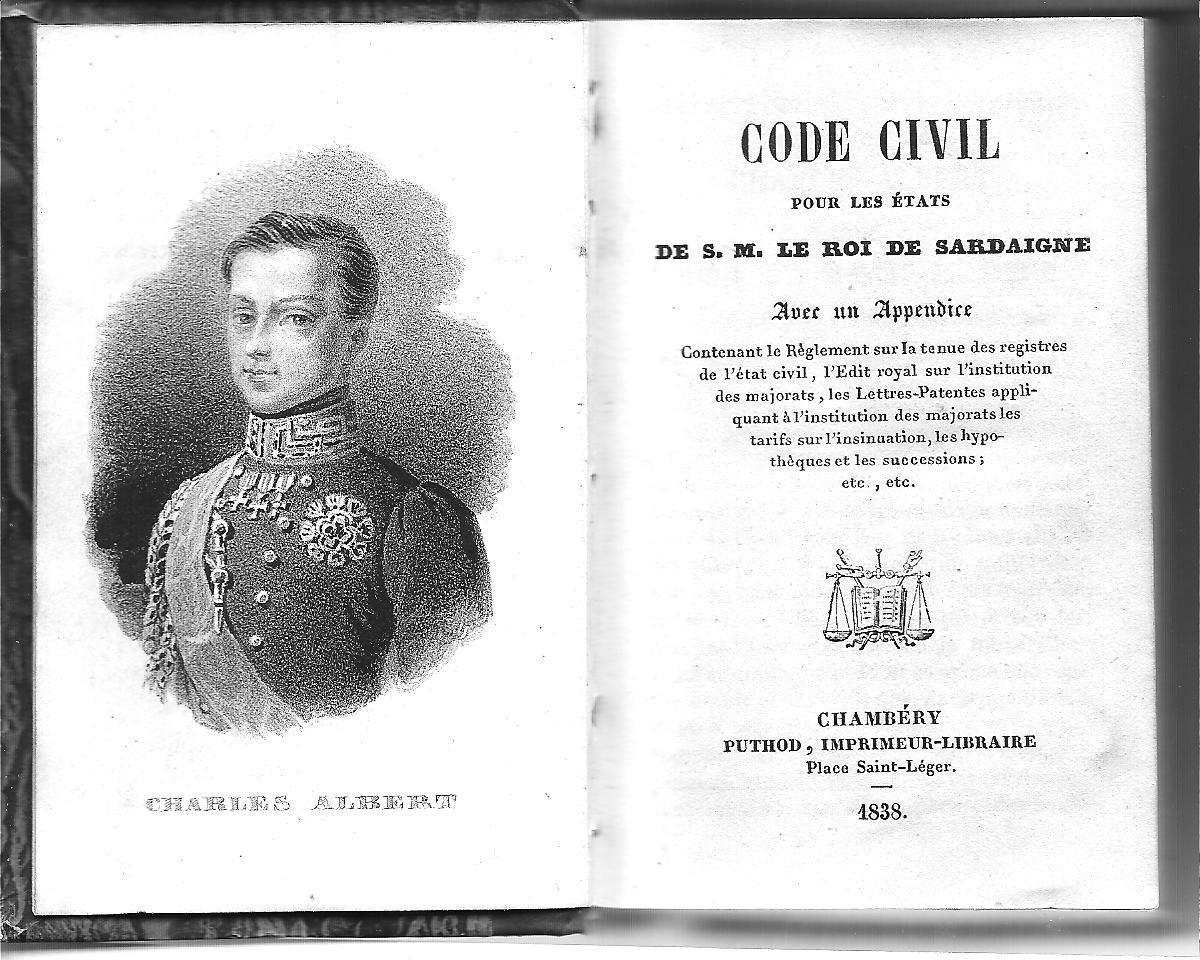 CHARLES ALBERT
CODE CIVIL
POUR LES ÉTATS
DE S. M. LE ROI DE SARDAIGNE
Avec un Appendice
Contenant le Règlement sur la tenue des registres
de l'état civil, l'Edit royal sur l'institution
des majorats, les Lettres-Patentes appli-
quant à l'institution des majorats les
tarifs sur l'insinuation, les hypo-
thèques et les successions;
etc., etc.
CHAMBÉRY
PUTHOD, IMPRIMEUR-LIBRAIRE
Place Saint-Léger.
1838.